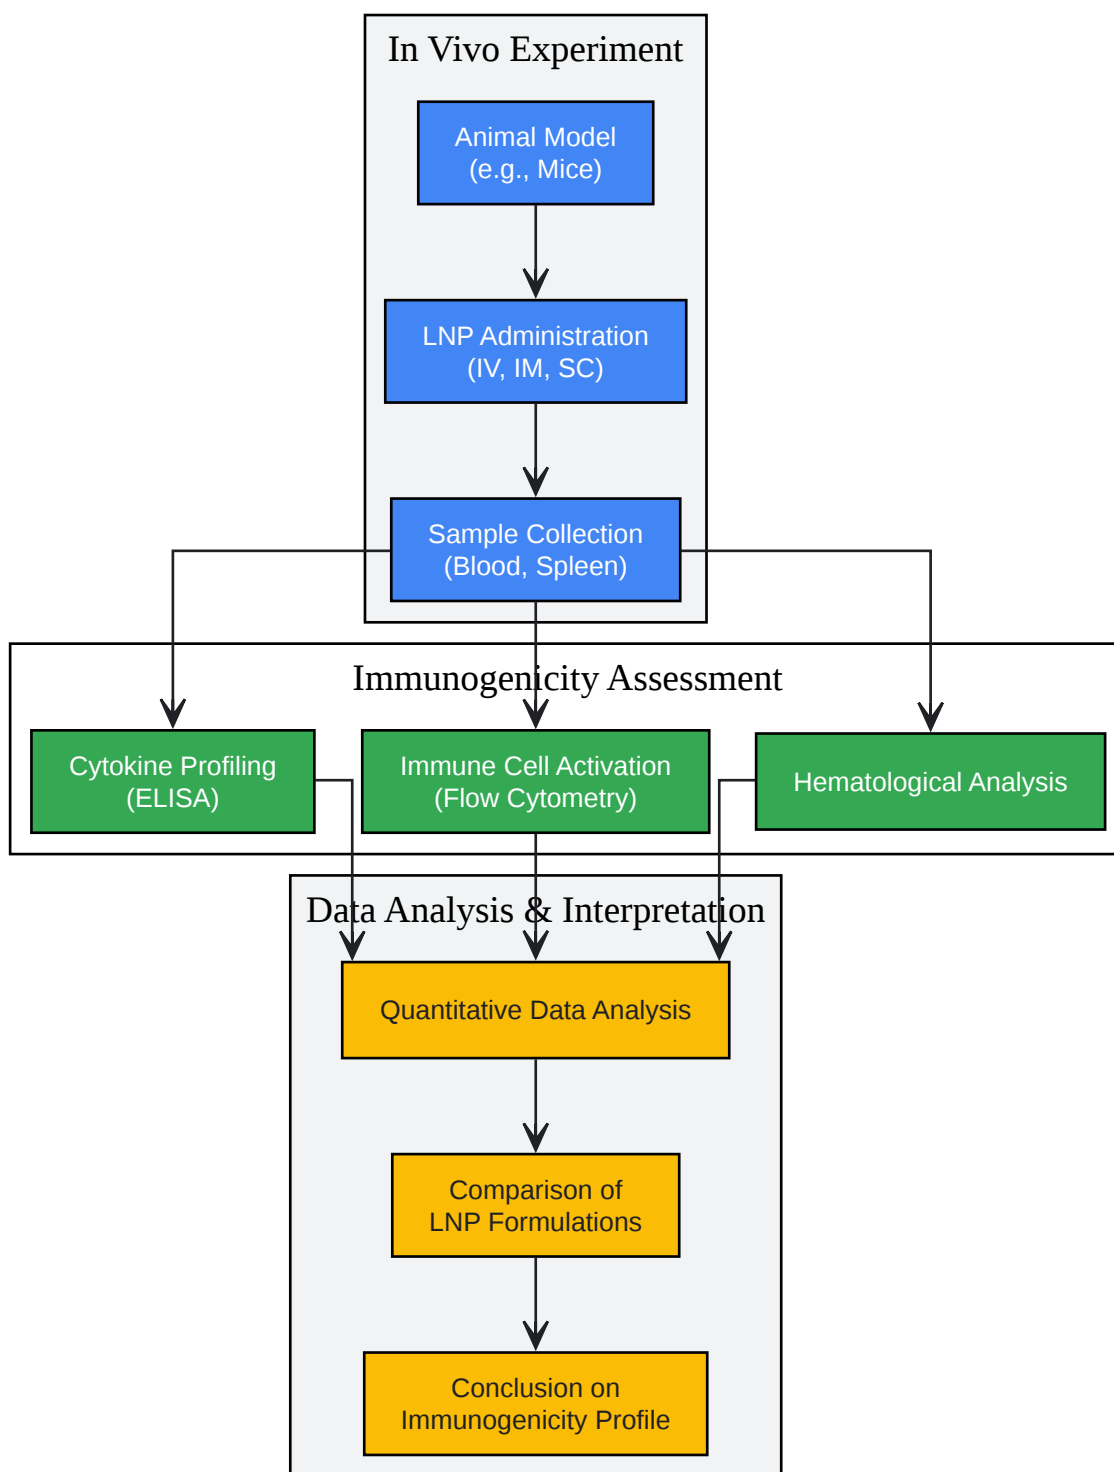 In Vivo Experiment
Animal Model
(e.g., Mice)
LNP Administration
(IV, IM, SC)
Sample Collection
(Blood, Spleen)
Immunogenicity Assessment
Cytokine Profiling
(ELISA)
Immune Cell Activation
(Flow Cytometry)
Hematological Analysis
Data Analysis & Interpretation
Quantitative Data Analysis
Comparison of
LNP Formulations
Conclusion on
Immunogenicity Profile